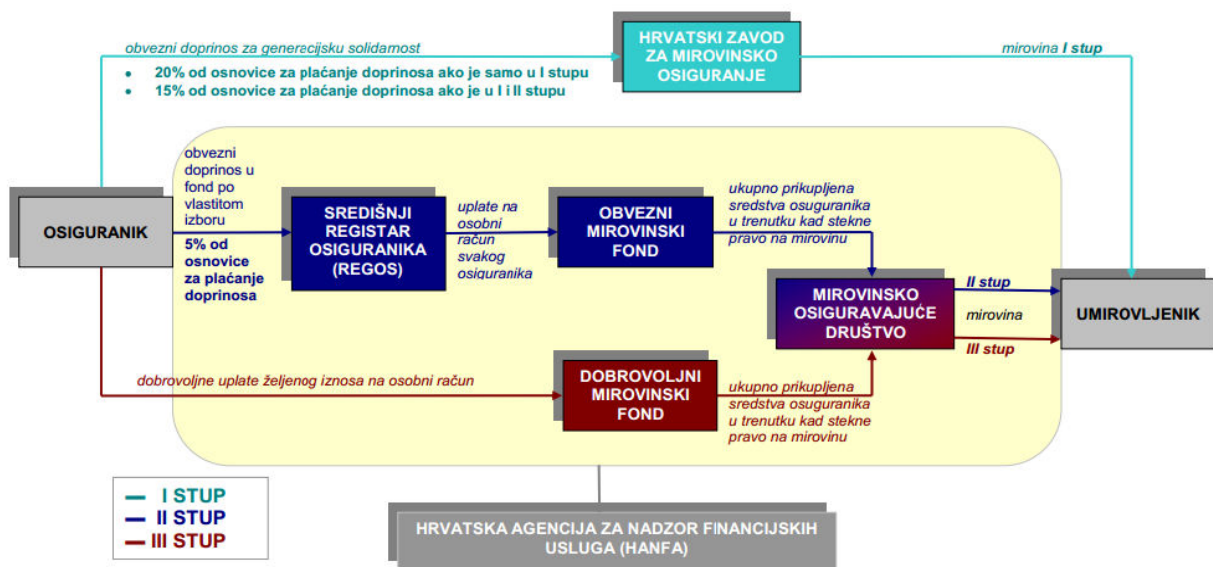 obvezni doprinos za generecijsku solidarnost
• 20% od osnovice za plaćanje doprinosa ako je samo u I stupu
• 15% od osnovice za plaćanje doprinosa ako je u I i II stupu
HRVATSKI ZAVOD
ZA MIROVINSKO
OSIGURANJE
mirovina I stup
OSIGURANIK
obvezni
doprinos u
fond po
vlastitom
izboru
5% od
osnovice
za plaćanje
doprinosa
SREDIŠNJI
REGISTAR
OSIGURANIKA
(REGOS)
uplate na
osobni
račun
svakog
osiguranika
OBVEZNI
MIROVINSKI
FOND
ukupno prikupljena
sredstva osuguranika
u trenutku kad stekne
pravo na mirovinu
MIROVINSKO
OSIGURAVAJUĆE
DRUŠTVO
II stup
mirovina
III stup
UMIROVLJENIK
dobrovoljne uplate željenog iznosa na osobni račun
DOBROVOLJNI
MIROVINSKI
FOND
ukupno prikupljena
sredstva osuguranika
u trenutku kad stekne
pravo na mirovinu
I STUP
II STUP
III STUP
HRVATSKA AGENCIJA ZA NADZOR FINANCIJSKIH
USLUGA (HANFA)